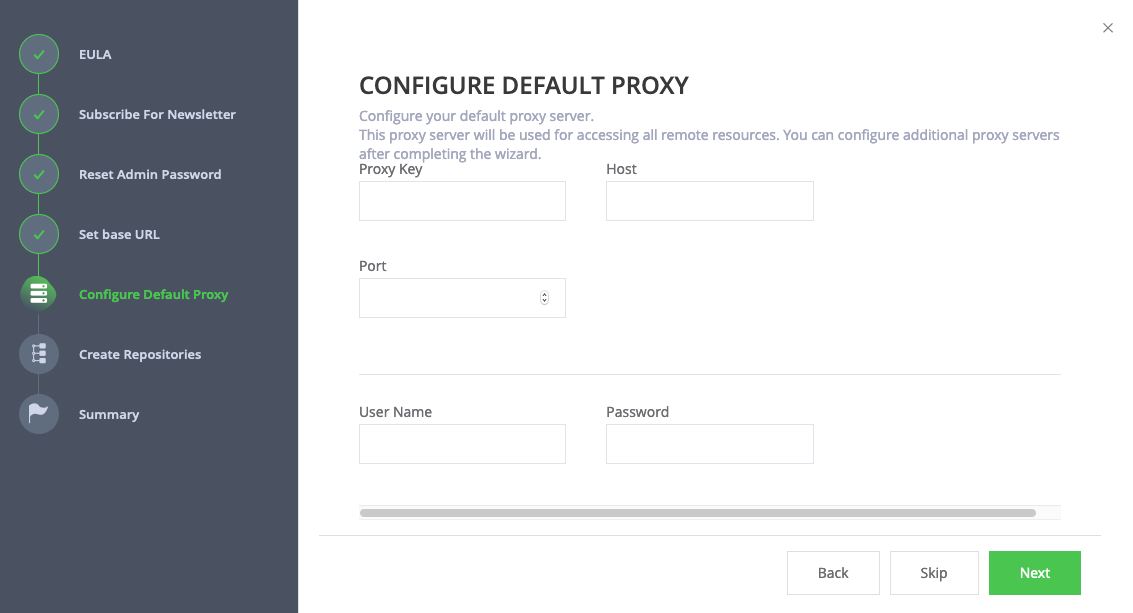 EULA
Subscribe For Newsletter
Reset Admin Password
Set base URL
Configure Default Proxy
Create Repositories
Summary
CONFIGURE DEFAULT PROXY
Configure your default proxy server.
This proxy server will be used for accessing all remote resources. You can configure additional proxy servers
after completing the wizard.
Proxy Key
Host
Port
User Name
Password
Back
Skip
Next